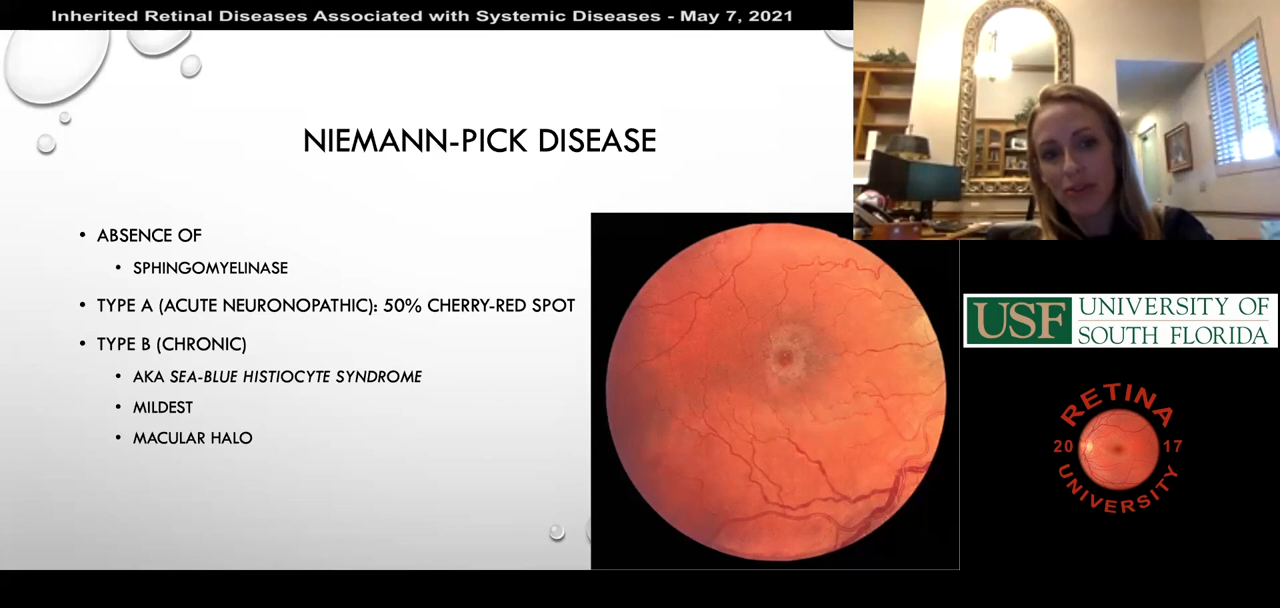 Inherited Retinal Diseases Associated with Systemic Diseases - May 7, 2021
NIEMANN-PICK DISEASE
• ABSENCE OF
• SPHINGOMYELINASE
• TYPE A (ACUTE NEURONOPATHIC): 50% CHERRY-RED SPOT
• TYPE B (CHRONIC)
• AKA SEA-BLUE HISTIOCYTE SYNDROME
• MILDEST
• MACULAR HALO
USF UNIVERSITY OF
SOUTH FLORIDA
RETINA
20 17
UNIVERSITY